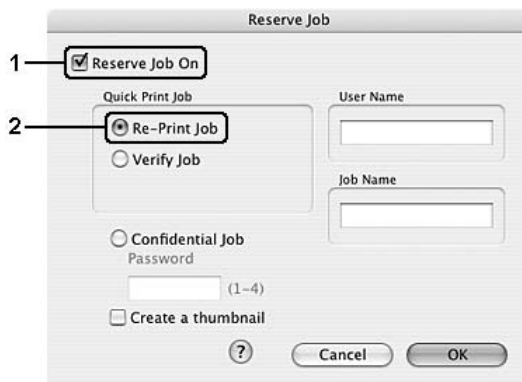 Reserve Job
1
Reserve Job On
Quick Print Job
2
Re-Print Job
Verify Job
User Name
Job Name
Confidential Job
Password
(1-4)
Create a thumbnail
?
Cancel
OK